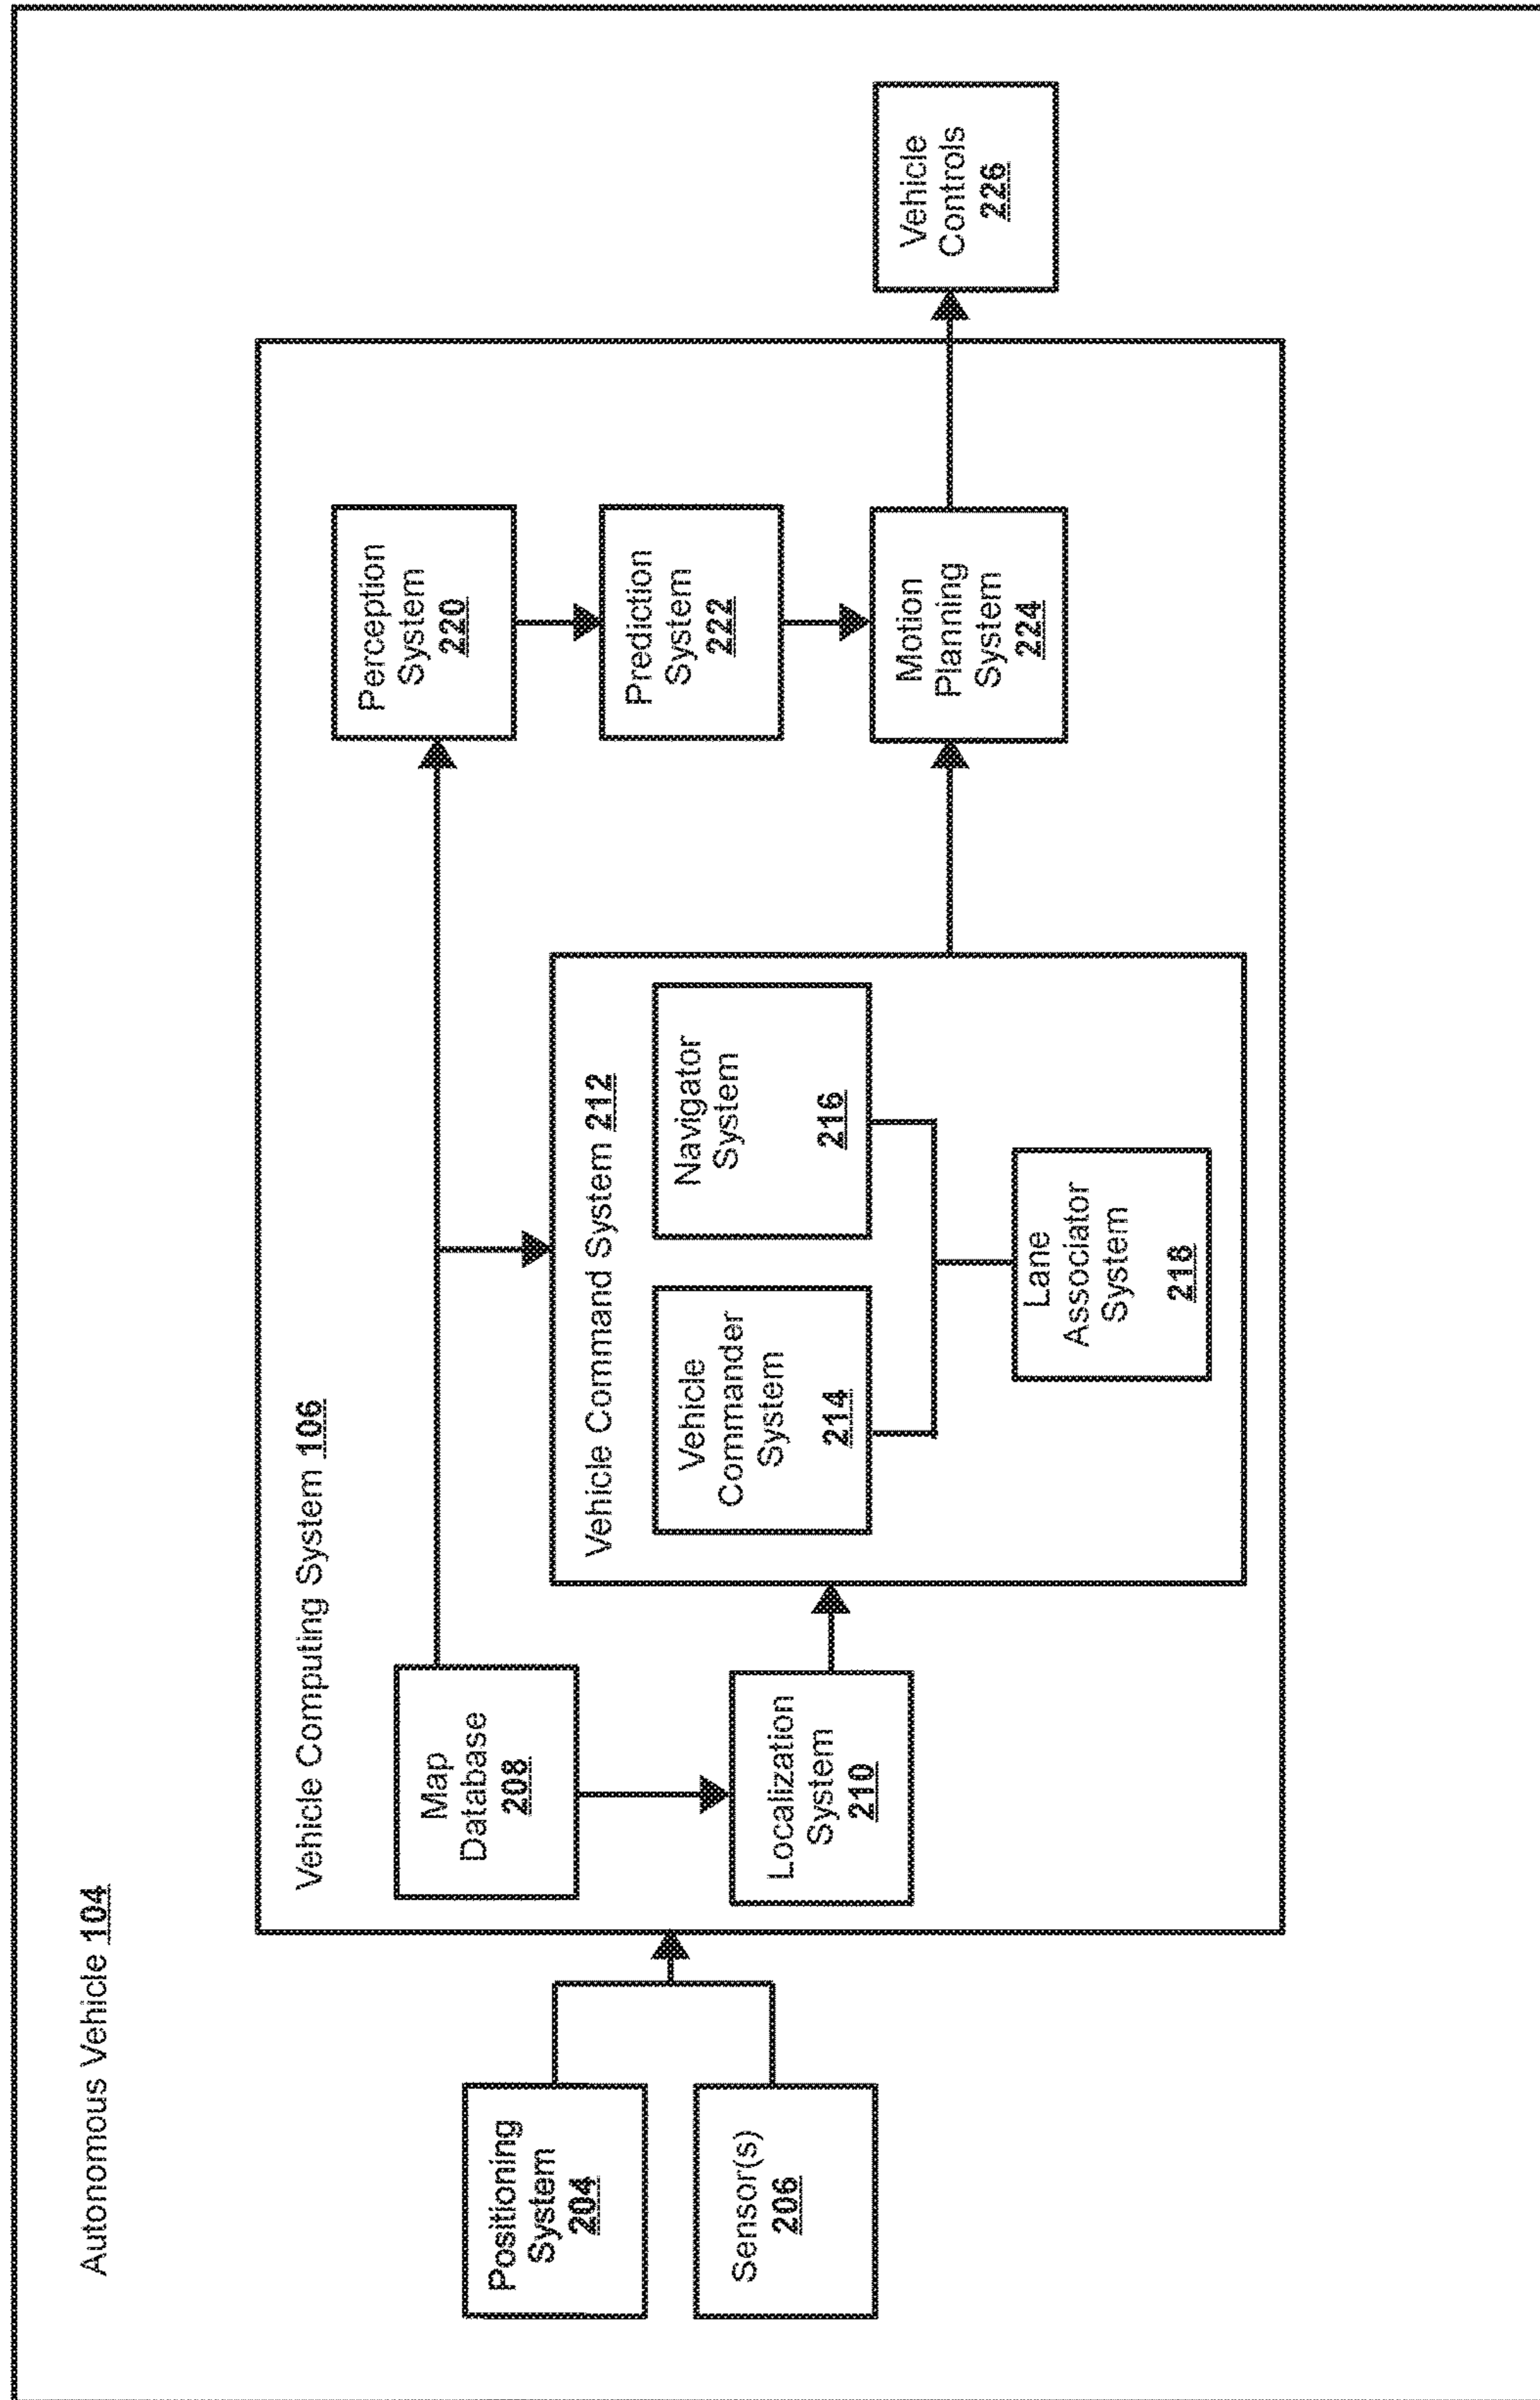 Autonomous Vehicle 104
Vehicle Computing System 106
Positioning
System
204
Sensor(s)
206
Map
Database
208
Localization
System
210
Vehicle Command System 212
Vehicle
Commander
System
214
Navigator
System
216
Lane
Associator
System
218
Perception
System
220
Prediction
System
222
Motion
Planning
System
224
Vehicle
Controls
226